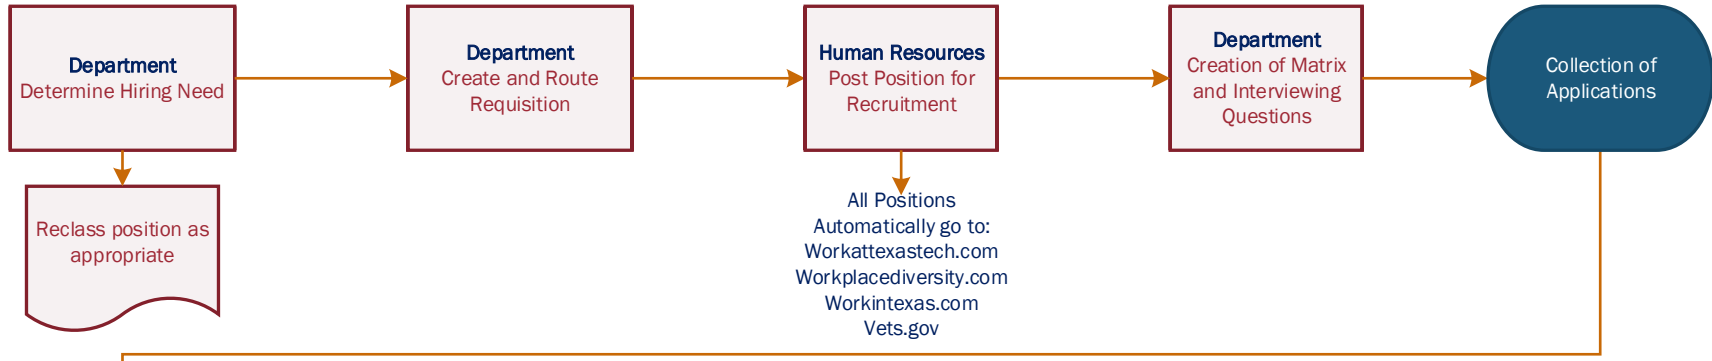 Department
Determine Hiring Need
Department
Create and Route
Requisition
Human Resources
Post Position for
Recruitment
Department
Creation of Matrix
and Interviewing
Questions
Collection of
Applications
Reclass position as
appropriate
All Positions
Automatically go to:
Workattexastech.com
Workplacediversity.com
Workintexas.com
Vets.gov